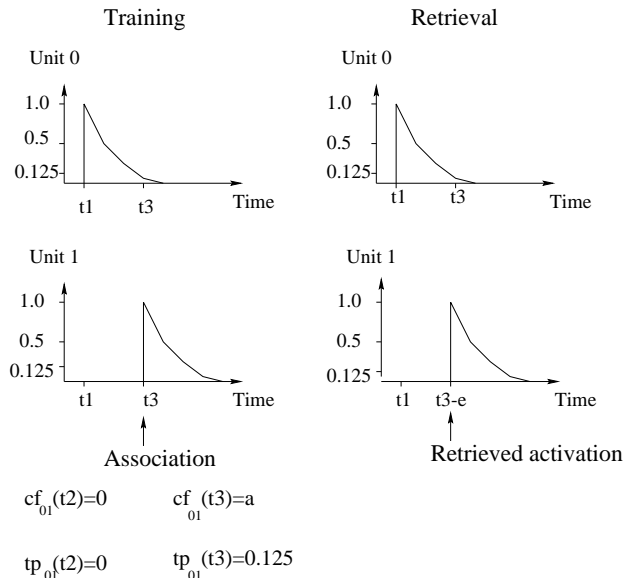 Training
Retrieval
Unit 0
1.0
0.5
0.125
t1
t3
Time
Unit 0
1.0
0.5
0.125
t1
t3
Time
Unit 1
1.0
0.5
0.125
t1
t3
Time
Association
Unit 1
1.0
0.5
0.125
t1
t3-e
Time
Retrieved activation
cf01(t2)=0
cf01(t3)=a
tp01(t2)=0
tp01(t3)=0.125